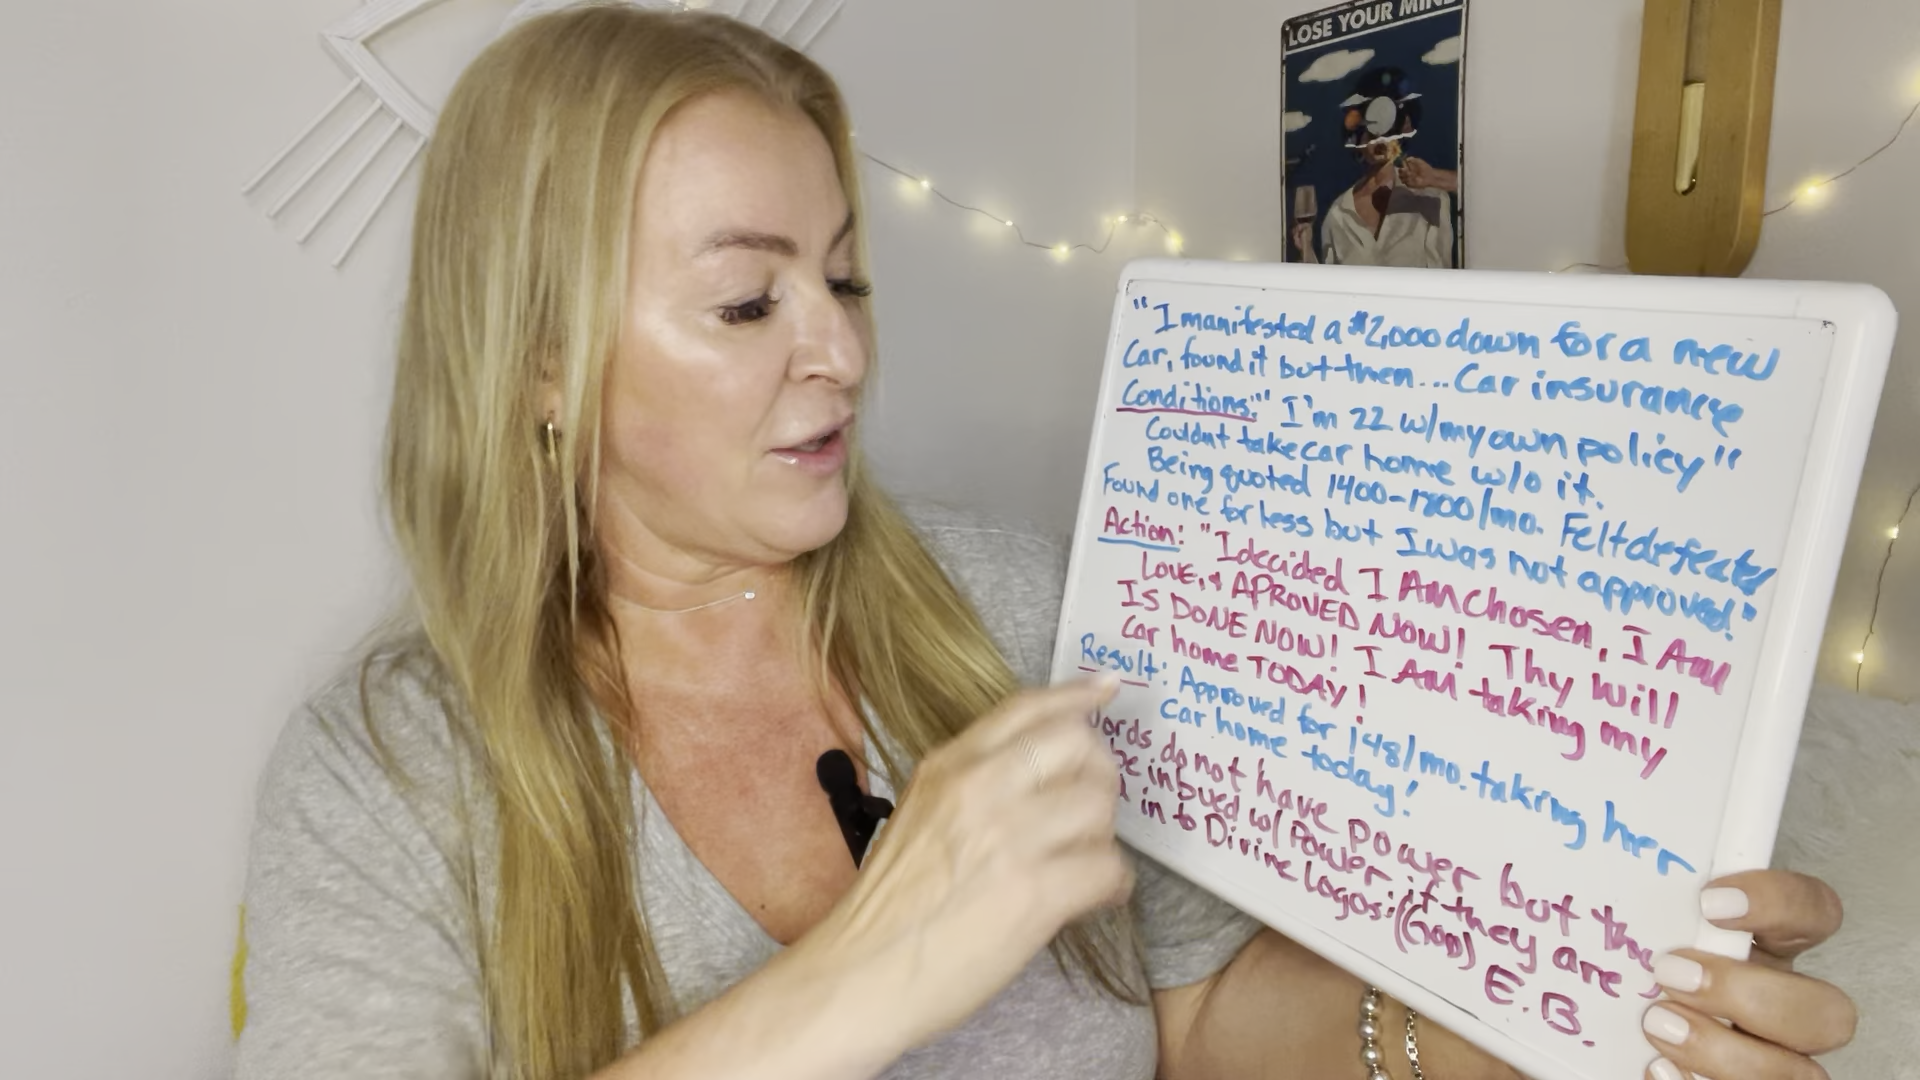 LOSE YOUR MIND
"I manifested a $2,000 down for a new
Car, found it but then... Car insurance
Conditions:" I'm 22 w/my own policy"
Couldnt take car home w/o it.
Being quoted 1400-1800/mo. Felt defeated
Found one for less but I was not approved."
Action: "I decided I Am chosen, I Am
LOVE, & APROVED NOW! Thy will
IS DONE NOW! I Am taking my
Car home TODAY!
Result: Approved for 148/mo. taking her
car home today!
Words do not have power but they
be inbued w/ Power if they are
in to Divine Logos: (GOD)
E.B.